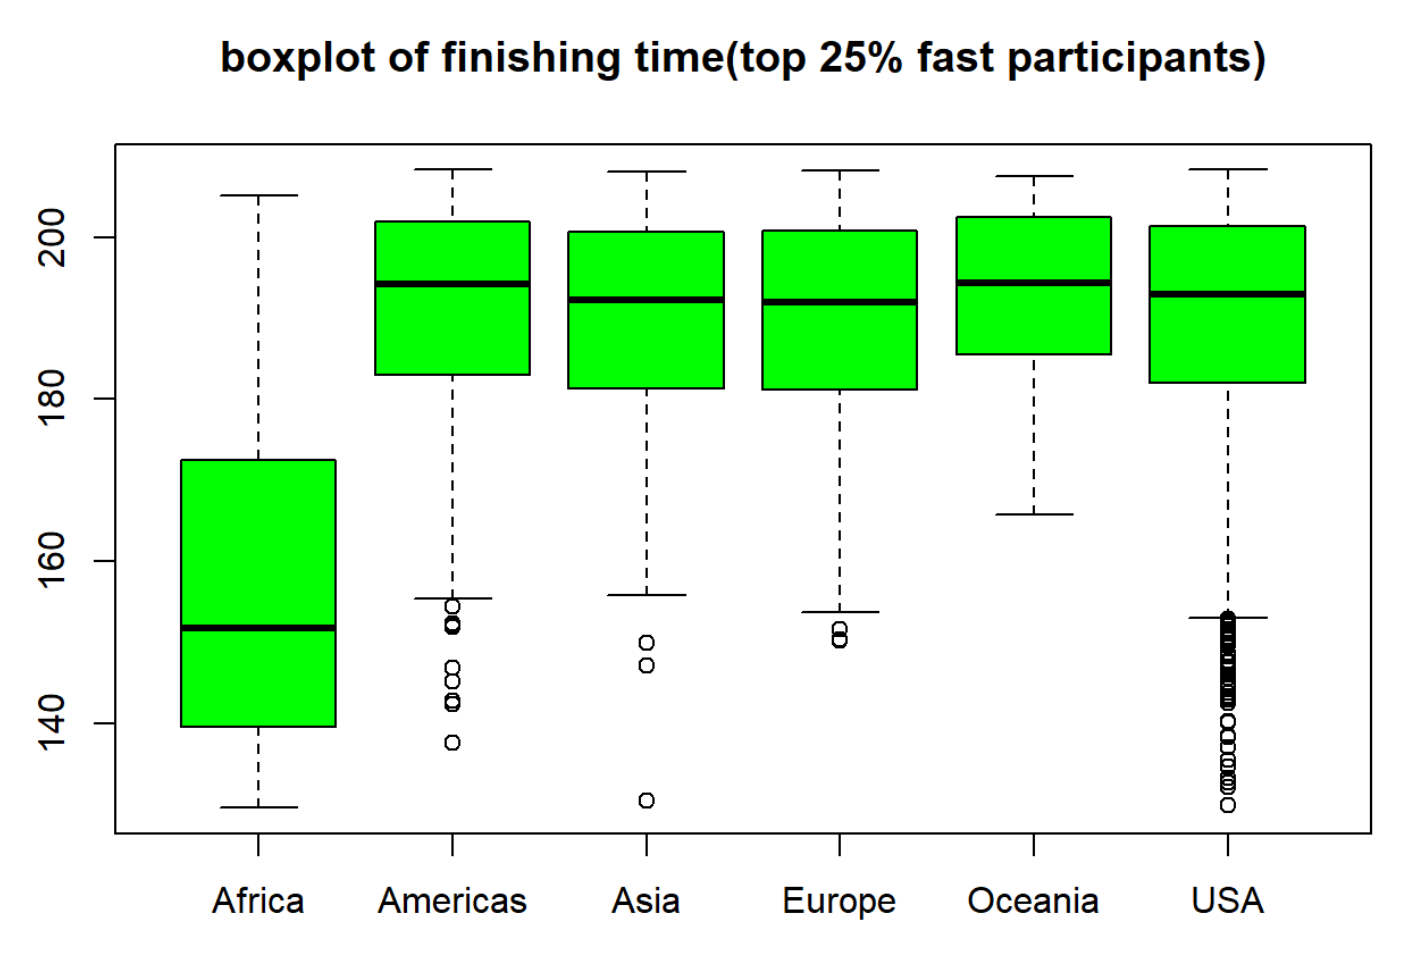 boxplot of finishing time(top 25% fast participants)
200
180
160
140
Africa Americas Asia Europe Oceania USA